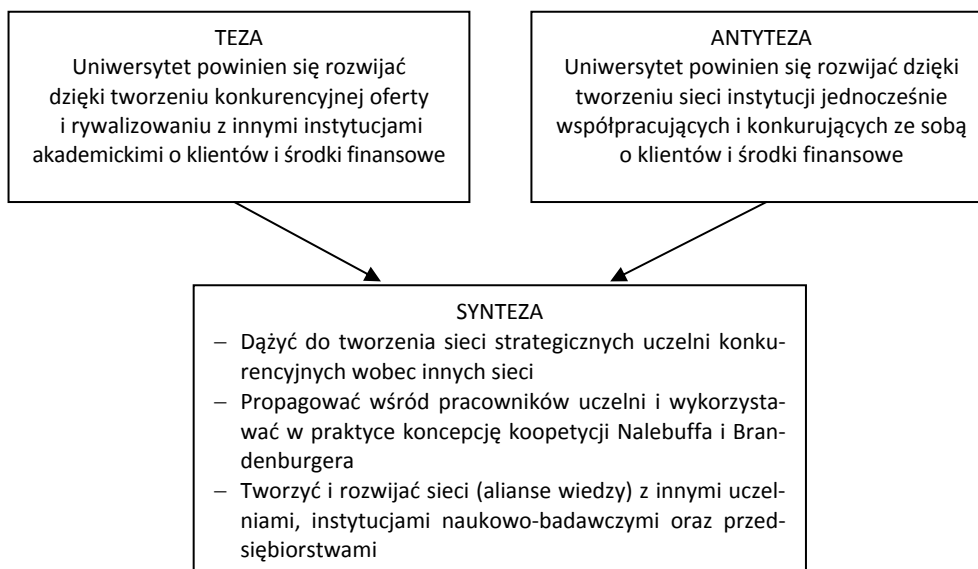 TEZA
Uniwersytet powinien się rozwijać
dzięki tworzeniu konkurencyjnej oferty
i rywalizowaniu z innymi instytucjami
akademickimi o klientów i środki finansowe
ANTYTEZA
Uniwersytet powinien się rozwijać dzięki
tworzeniu sieci instytucji jednocześnie
współpracujących i konkurujących ze sobą
o klientów i środki finansowe
SYNTEZA
– Dążyć do tworzenia sieci strategicznych uczelni konku-
rencyjnych wobec innych sieci
– Propagować wśród pracowników uczelni i wykorzysty-
wać w praktyce koncepcję koopetycji Nalebuffa i Bran-
denburgera
– Tworzyć i rozwijać sieci (alianse wiedzy) z innymi uczel-
niami, instytucjami naukowo-badawczymi oraz przed-
siębiorstwami